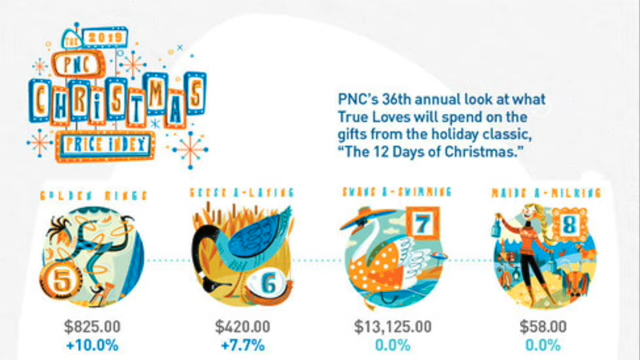 THE 2019
PNC
CHRISTMAS
PRICE INDEX
PNC's 36th annual look at what
True Loves will spend on the
gifts from the holiday classic,
"The 12 Days of Christmas."
GOLDEN RINGS
GEESE A-LAYING
SWANS A-SWIMMING
MAIDS A-MILKING
5
6
7
8
$825.00
$420.00
$13,125.00
$58.00
+10.0%
+7.7%
0.0%
0.0%